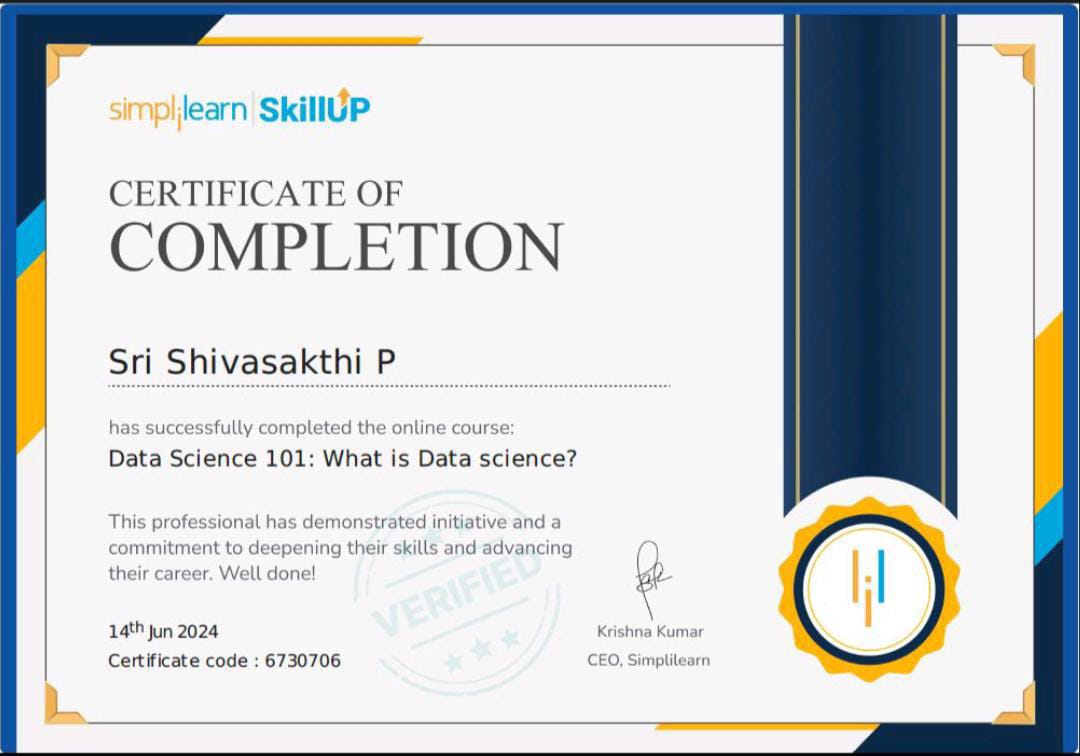 simplilearn | SkillUP
CERTIFICATE OF
COMPLETION
Sri Shivasakthi P
has successfully completed the online course:
Data Science 101: What is Data science?
This professional has demonstrated initiative and a
commitment to deepening their skills and advancing
their career. Well done!
VERIFIED
14th Jun 2024
Certificate code : 6730706
Krishna Kumar
CEO, Simplilearn